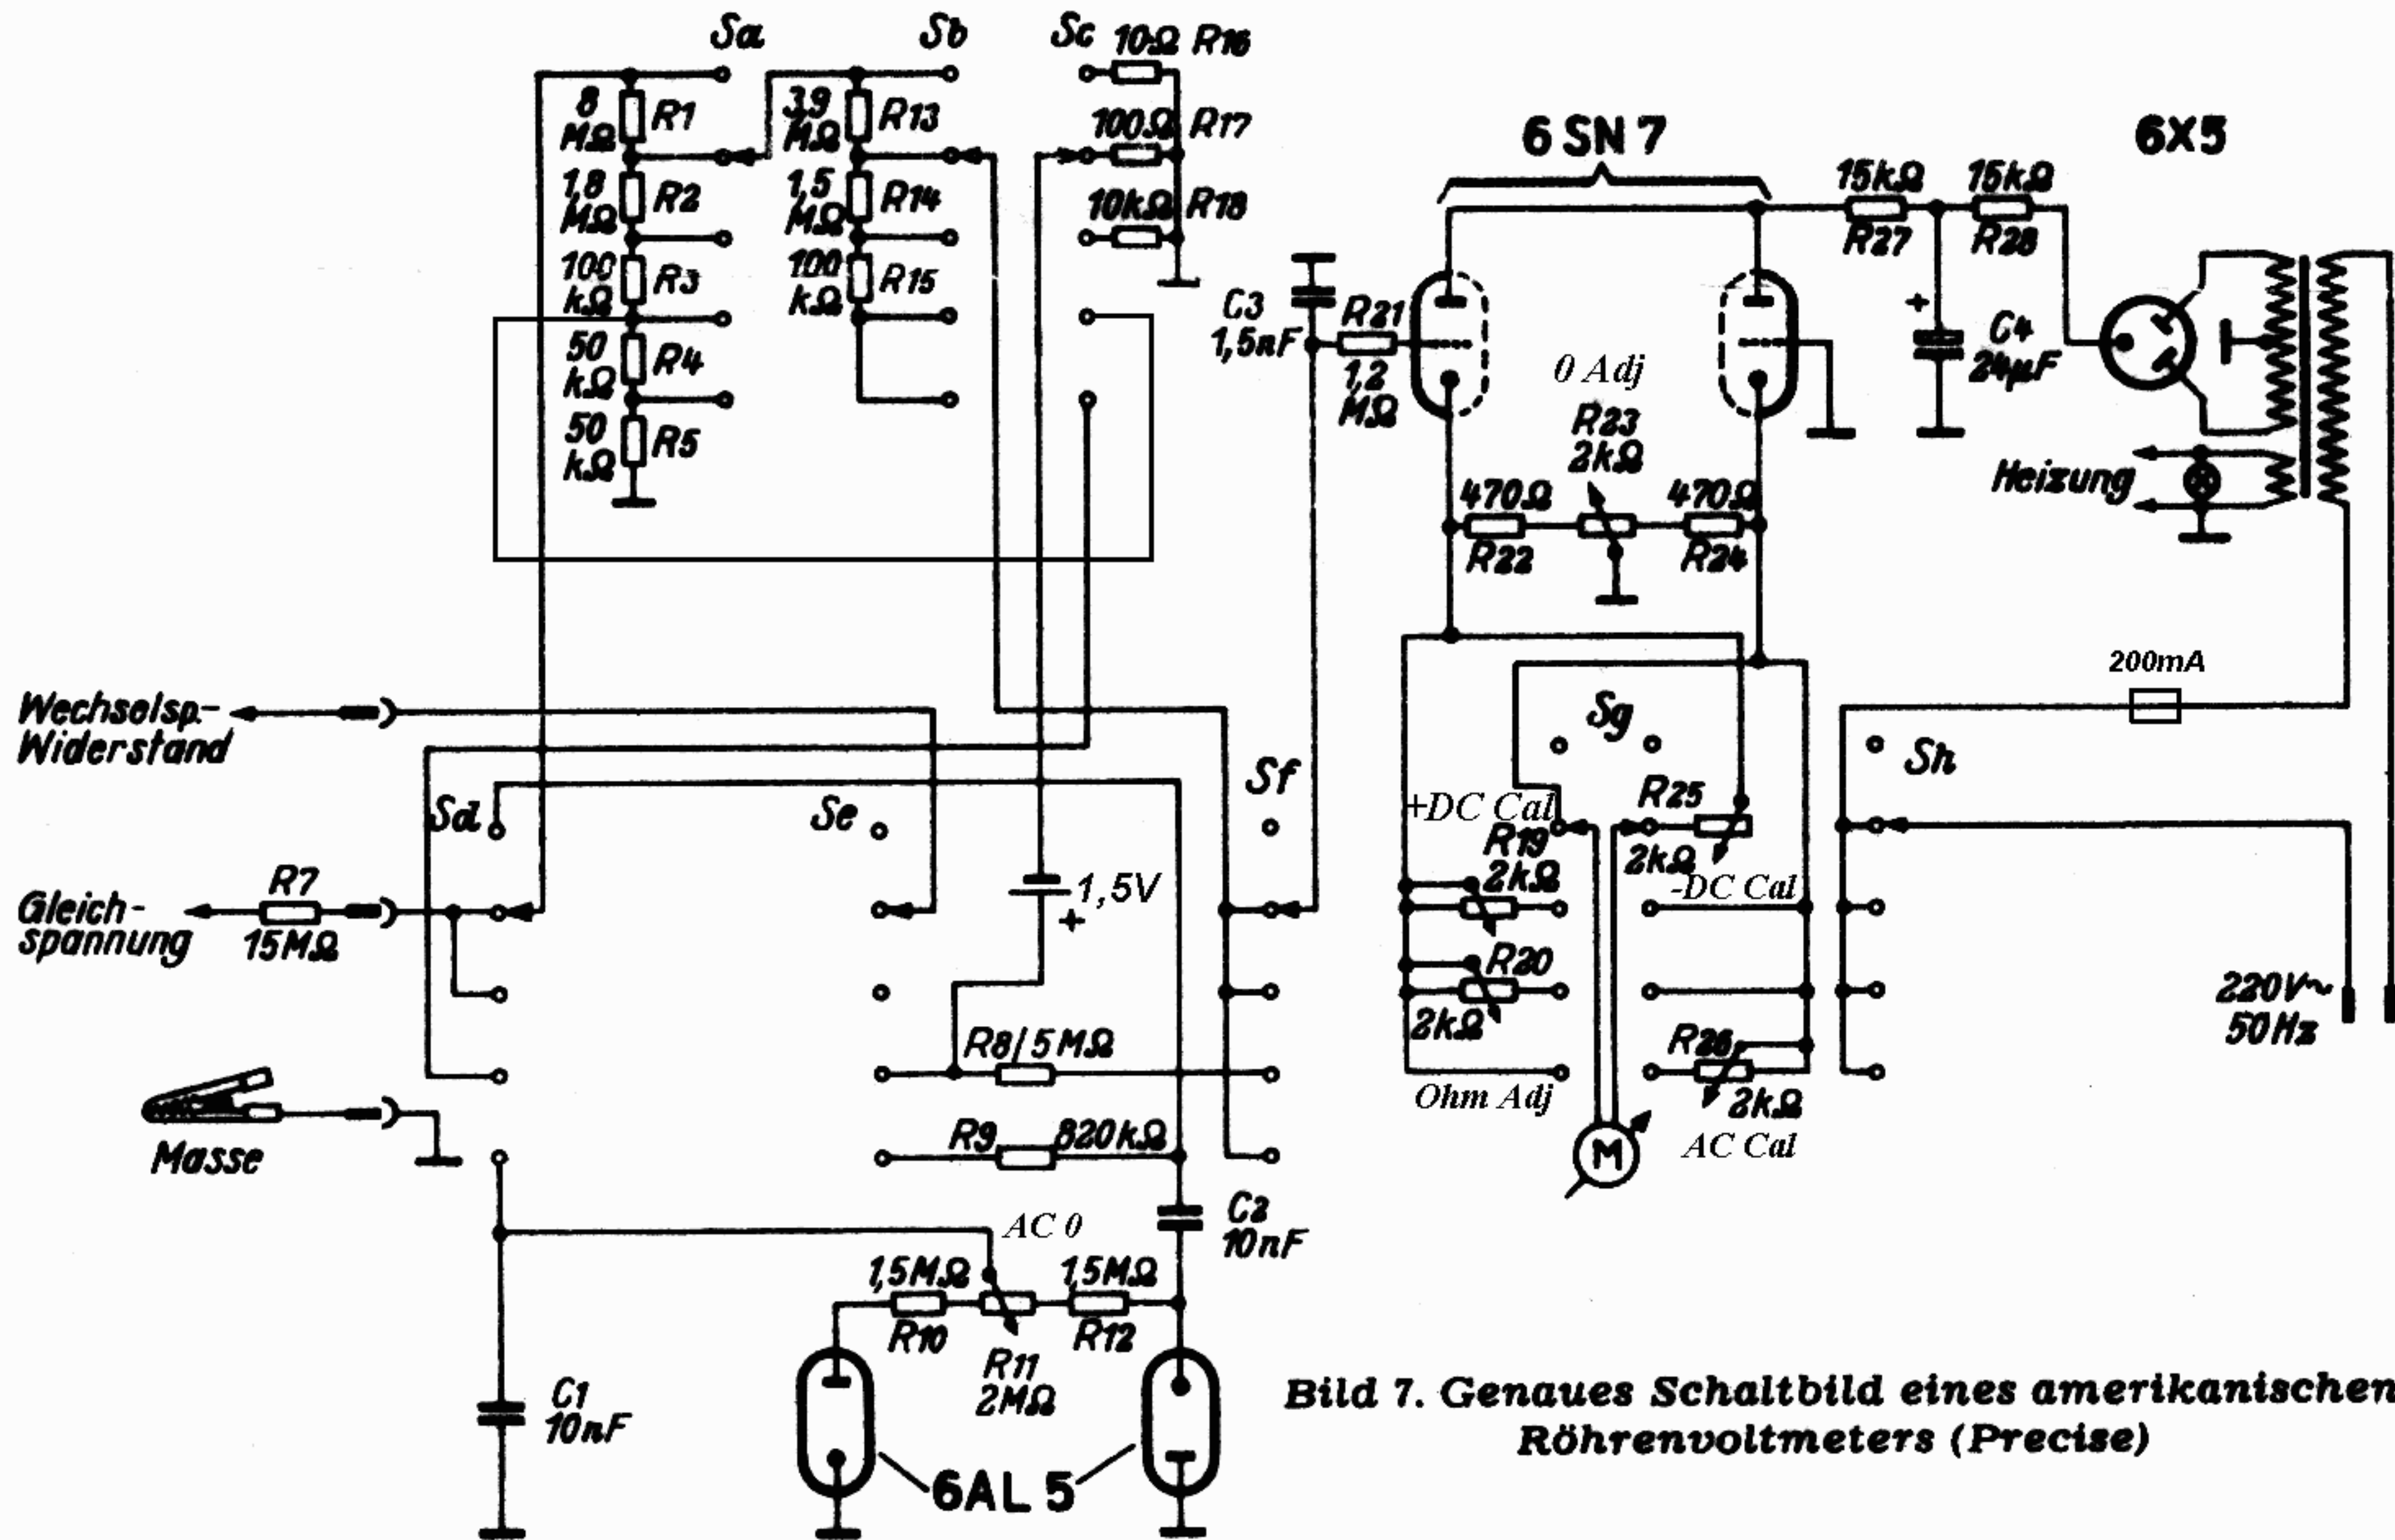 Sa
Sb
Sc
10Ω R16
8 MΩ R1
3,9 MΩ R13
100Ω R17
1,8 MΩ R2
1,5 MΩ R14
10kΩ R18
100 kΩ R3
100 kΩ R15
50 kΩ R4
50 kΩ R5
6SN7
6X5
15kΩ R27
15kΩ R28
C3 1,5nF
R21 1,2 MΩ
0 Adj
R23 2kΩ
+ C4 24µF
470Ω R22
470Ω R24
Heizung
200mA
Wechselsp.-
Widerstand
Sd
Se
Sf
Sg
Sh
+DC Cal
R19 2kΩ
R25 2kΩ
-DC Cal
R7 15MΩ
Gleich-
spannung
1,5V
+
R20 2kΩ
220V~
50Hz
R8/5MΩ
R26 2kΩ
Ohm Adj
AC Cal
M
Masse
R9 820kΩ
C2 10nF
AC 0
1,5MΩ R10
1,5MΩ R12
R11 2MΩ
C1 10nF
6AL5
Bild 7. Genaues Schaltbild eines amerikanischen
Röhrenvoltmeters (Precise)